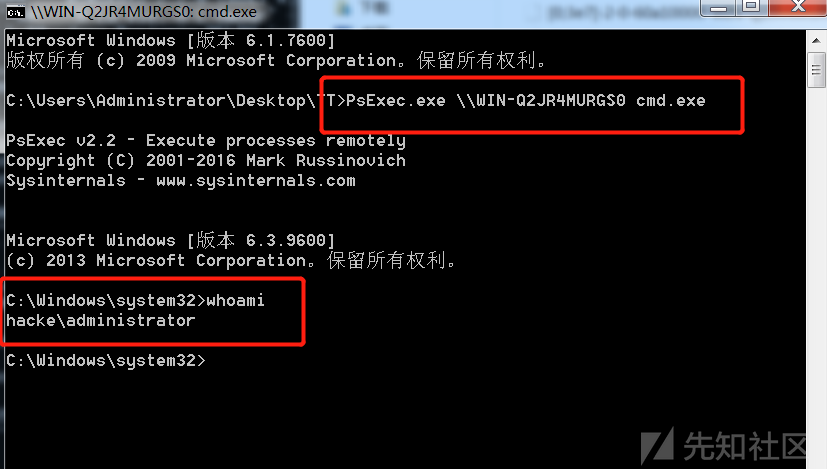 \\WIN-Q2JR4MURGS0: cmd.exe
Microsoft Windows [版本 6.1.7600]
版权所有 (c) 2009 Microsoft Corporation。保留所有权利。
C:\Users\Administrator\Desktop\TT>PsExec.exe \\WIN-Q2JR4MURGS0 cmd.exe
PsExec v2.2 - Execute processes remotely
Copyright (C) 2001-2016 Mark Russinovich
Sysinternals - www.sysinternals.com
Microsoft Windows [版本 6.3.9600]
(c) 2013 Microsoft Corporation。保留所有权利。
C:\Windows\system32>whoami
hacke\administrator
C:\Windows\system32>
先知社区